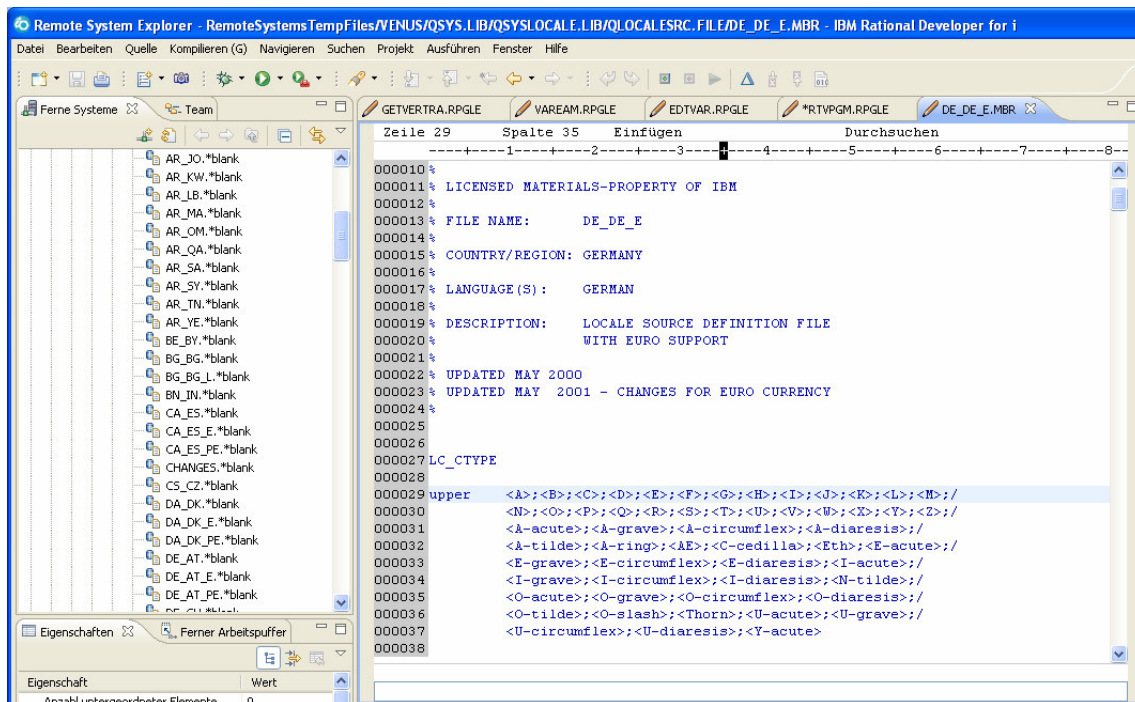 Remote System Explorer - RemoteSystemsTempFiles/VENUS/QSYS.LIB/QSYSLOCALE.LIB/QLOCALESRC.FILE/DE_DE_E.MBR - IBM Rational Developer for i
Datei Bearbeiten Quelle Kompilieren (G) Navigieren Suchen Projekt Ausführen Fenster Hilfe
Ferne Systeme Team
AR_JO.*blank
AR_KW.*blank
AR_LB.*blank
AR_MA.*blank
AR_OM.*blank
AR_QA.*blank
AR_SA.*blank
AR_SY.*blank
AR_TN.*blank
AR_YE.*blank
BE_BY.*blank
BG_BG.*blank
BG_BG_L.*blank
BN_IN.*blank
CA_ES.*blank
CA_ES_E.*blank
CA_ES_PE.*blank
CHANGES.*blank
CS_CZ.*blank
DA_DK.*blank
DA_DK_E.*blank
DA_DK_PE.*blank
DE_AT.*blank
DE_AT_E.*blank
DE_AT_PE.*blank
DE_CH.*blank
Eigenschaften Ferner Arbeitspuffer
Eigenschaft Wert
Anzahl untergeordneter Elemente 0
GETVERTRA.RPGLE VAREAM.RPGLE EDTVAR.RPGLE *RTVPGM.RPGLE DE_DE_E.MBR
Zeile 29 Spalte 35 Einfügen Durchsuchen
----+----1----+----2----+----3----+----4----+----5----+----6----+----7----+----8--
000010 %
000011 % LICENSED MATERIALS-PROPERTY OF IBM
000012 %
000013 % FILE NAME: DE_DE_E
000014 %
000015 % COUNTRY/REGION: GERMANY
000016 %
000017 % LANGUAGE(S): GERMAN
000018 %
000019 % DESCRIPTION: LOCALE SOURCE DEFINITION FILE
000020 % WITH EURO SUPPORT
000021 %
000022 % UPDATED MAY 2000
000023 % UPDATED MAY 2001 - CHANGES FOR EURO CURRENCY
000024 %
000025
000026
000027 LC_CTYPE
000028
000029 upper <A>;<B>;<C>;<D>;<E>;<F>;<G>;<H>;<I>;<J>;<K>;<L>;<M>;/
000030 <N>;<O>;<P>;<Q>;<R>;<S>;<T>;<U>;<V>;<W>;<X>;<Y>;<Z>;/
000031 <A-acute>;<A-grave>;<A-circumflex>;<A-diaresis>;/
000032 <A-tilde>;<A-ring>;<AE>;<C-cedilla>;<Eth>;<E-acute>;/
000033 <E-grave>;<E-circumflex>;<E-diaresis>;<I-acute>;/
000034 <I-grave>;<I-circumflex>;<I-diaresis>;<N-tilde>;/
000035 <O-acute>;<O-grave>;<O-circumflex>;<O-diaresis>;/
000036 <O-tilde>;<O-slash>;<Thorn>;<U-acute>;<U-grave>;/
000037 <U-circumflex>;<U-diaresis>;<Y-acute>
000038